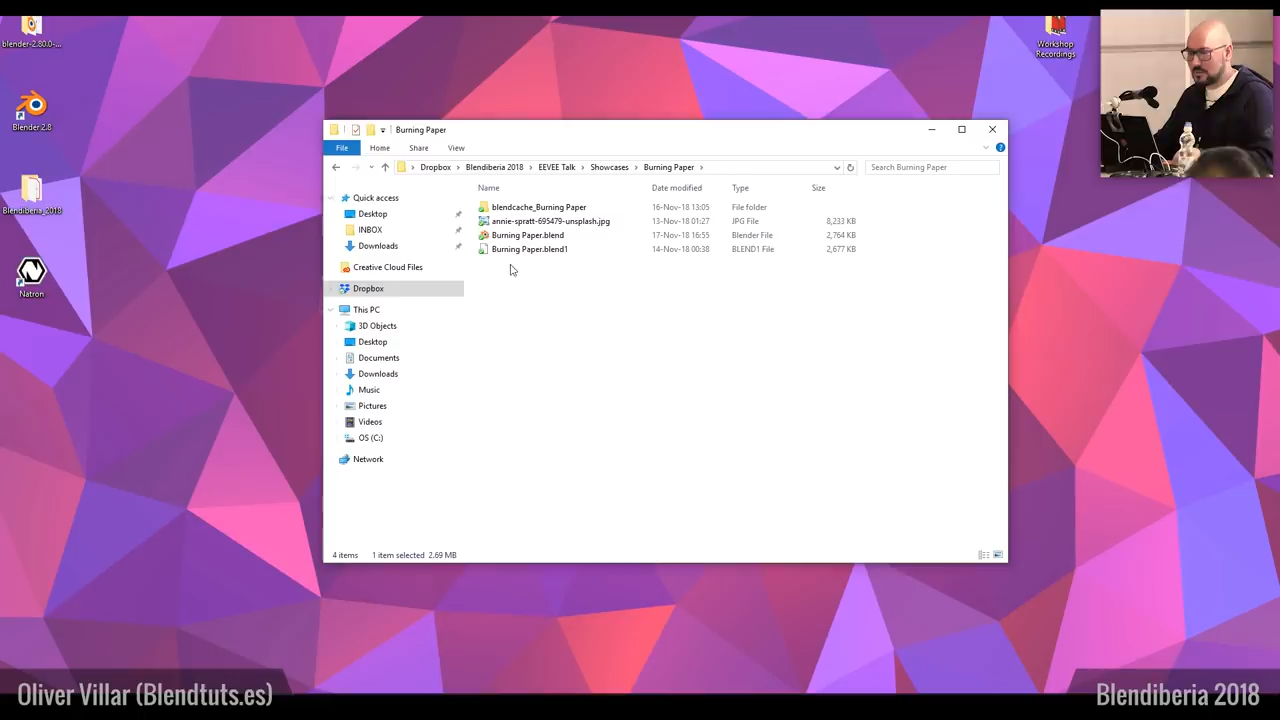 blender-2.80.0-...
Workshop
Recordings
Blender 2.8
Blendiberia_2018
Natron
Burning Paper
File
Home
Share
View
Dropbox
Blendiberia 2018
EEVEE Talk
Showcases
Burning Paper
Search Burning Paper
Name
Date modified
Type
Size
Quick access
Desktop
INBOX
Downloads
Creative Cloud Files
Dropbox
This PC
3D Objects
Desktop
Documents
Downloads
Music
Pictures
Videos
OS (C:)
Network
blendcache_Burning Paper 16-Nov-18 13:05 File folder
annie-spratt-695479-unsplash.jpg 13-Nov-18 01:27 JPG File 8,233 KB
Burning Paper.blend 17-Nov-18 16:55 Blender File 2,764 KB
Burning Paper.blend1 14-Nov-18 00:38 BLEND1 File 2,677 KB
4 items 1 item selected 2.69 MB
Oliver Villar (Blendtuts.es)
Blendiberia 2018